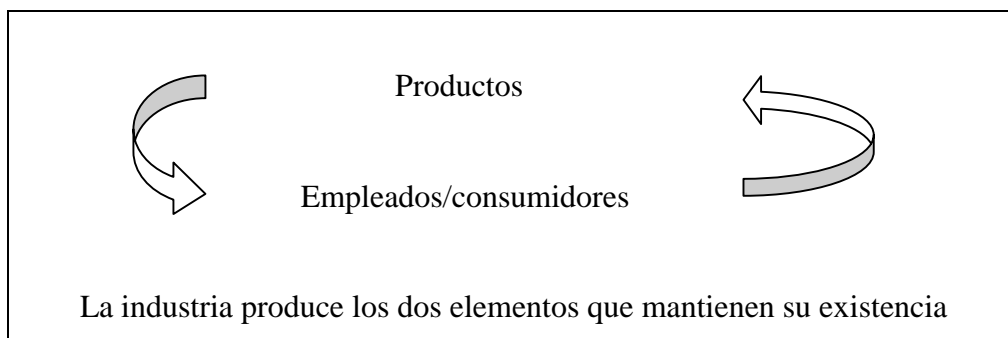 Productos
Empleados/consumidores
La industria produce los dos elementos que mantienen su existencia